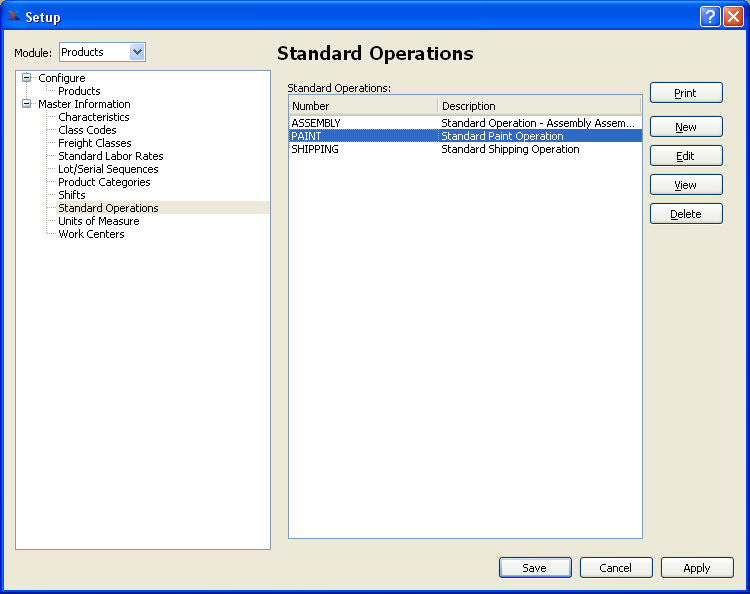 Setup
Module: Products
Standard Operations
Configure
Products
Master Information
Characteristics
Class Codes
Freight Classes
Standard Labor Rates
Lot/Serial Sequences
Product Categories
Shifts
Standard Operations
Units of Measure
Work Centers
Standard Operations:
Number Description
ASSEMBLY Standard Operation - Assembly Assem...
PAINT Standard Paint Operation
SHIPPING Standard Shipping Operation
Print
New
Edit
View
Delete
Save Cancel Apply